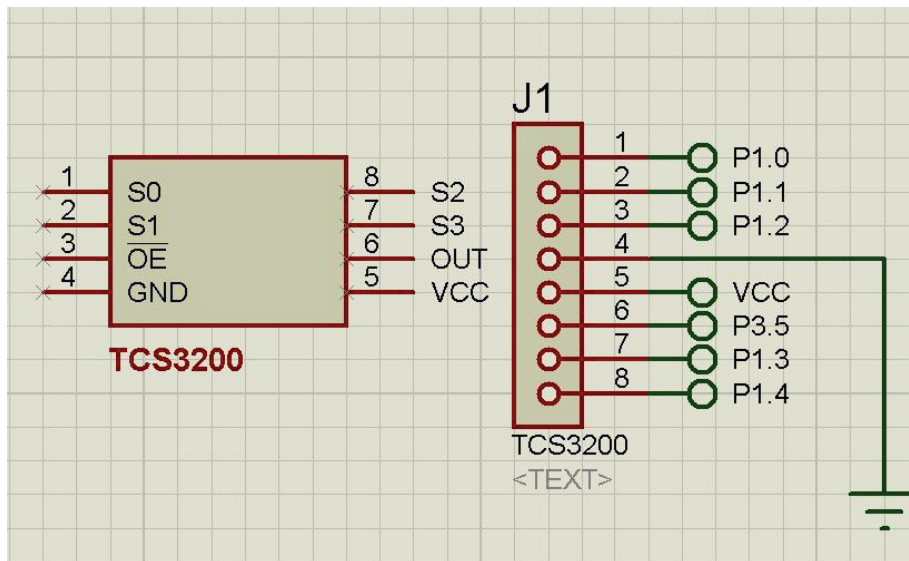 J1
1 S0 8 S2
2 S1 7 S3
3 OE 6 OUT
4 GND 5 VCC
TCS3200
1 P1.0
2 P1.1
3 P1.2
4
5 VCC
6 P3.5
7 P1.3
8 P1.4
TCS3200
<TEXT>